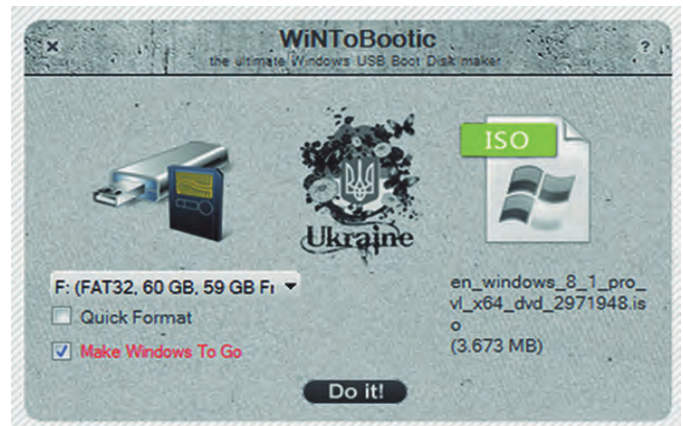 ×
WiNToBootic
?
the ultimate Windows USB Boot Disk maker
ISO
Ukraine
F: (FAT32, 60 GB, 59 GB Fr
en_windows_8_1_pro_
vl_x64_dvd_2971948.is
o
(3.673 MB)
Quick Format
Make Windows To Go
Do it!